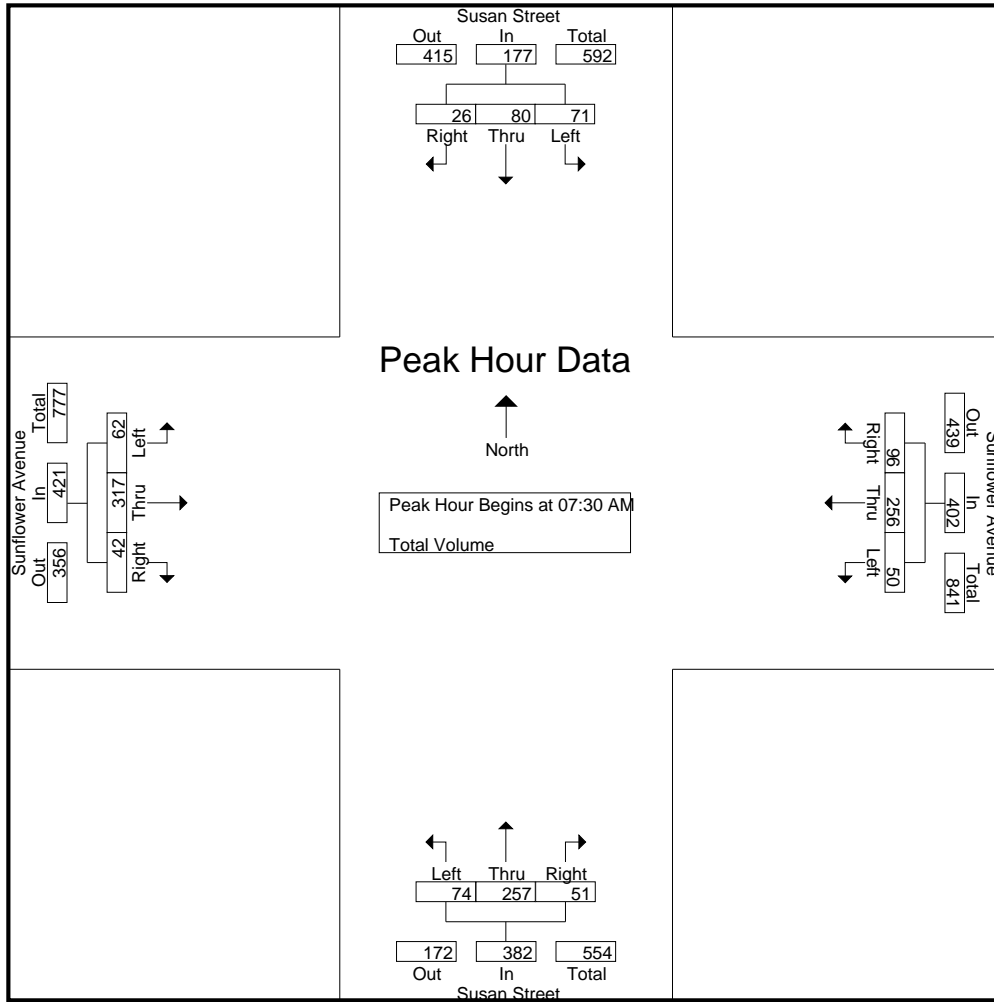 Susan Street
Out In Total
415 177 592
26 80 71
Right Thru Left
Peak Hour Data
North
Peak Hour Begins at 07:30 AM
Total Volume
Sunflower Avenue
Out In Total
356 421 777
62 317 42
Left Thru Right
Right Thru Left
96 256 50
439 402 841
Out In Total
Sunflower Avenue
Left Thru Right
74 257 51
172 382 554
Out In Total
Susan Street